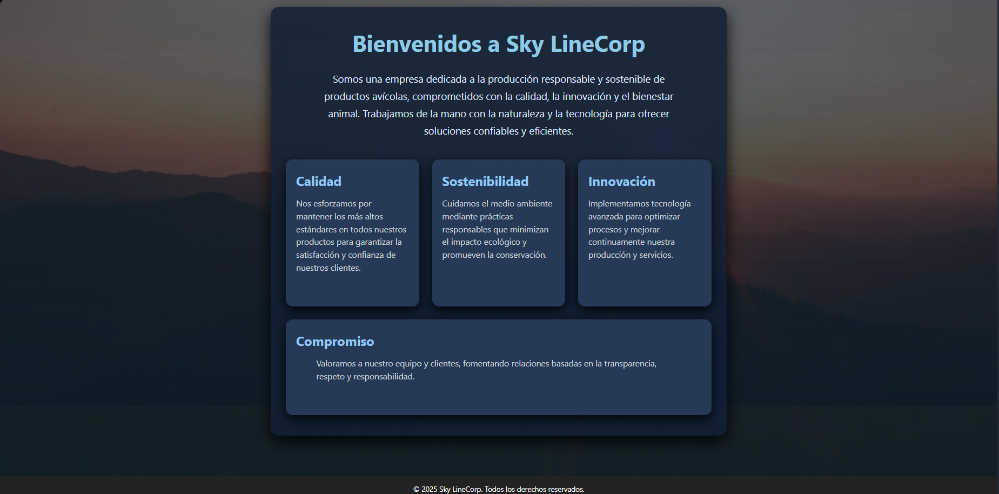 Bienvenidos a Sky LineCorp
Somos una empresa dedicada a la producción responsable y sostenible de
productos avícolas, comprometidos con la calidad, la innovación y el bienestar
animal. Trabajamos de la mano con la naturaleza y la tecnología para ofrecer
soluciones confiables y eficientes.
Calidad
Nos esforzamos por
mantener los más altos
estándares en todos nuestros
productos para garantizar la
satisfacción y confianza de
nuestros clientes.
Sostenibilidad
Cuidamos el medio ambiente
mediante prácticas
responsables que minimizan
el impacto ecológico y
promueven la conservación.
Innovación
Implementamos tecnología
avanzada para optimizar
procesos y mejorar
continuamente nuestra
producción y servicios.
Compromiso
Valoramos a nuestro equipo y clientes, fomentando relaciones basadas en la transparencia,
respeto y responsabilidad.
© 2025 Sky LineCorp. Todos los derechos reservados.